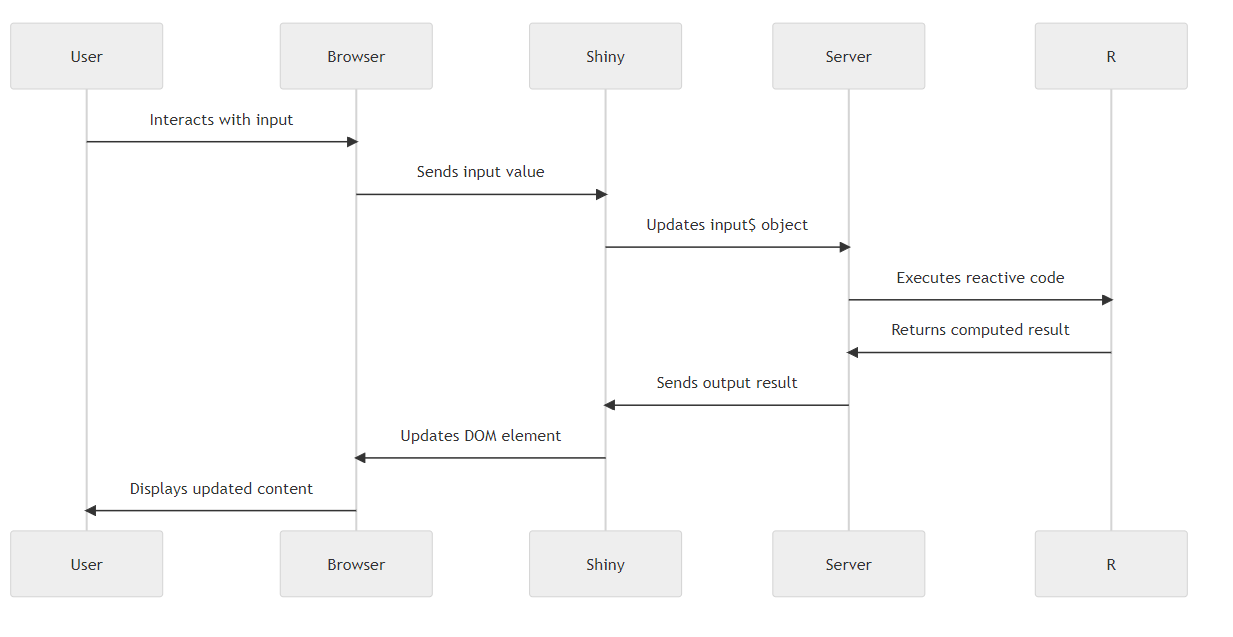 User
Browser
Shiny
Server
R
Interacts with input
Sends input value
Updates input$ object
Executes reactive code
Returns computed result
Sends output result
Updates DOM element
Displays updated content
User
Browser
Shiny
Server
R